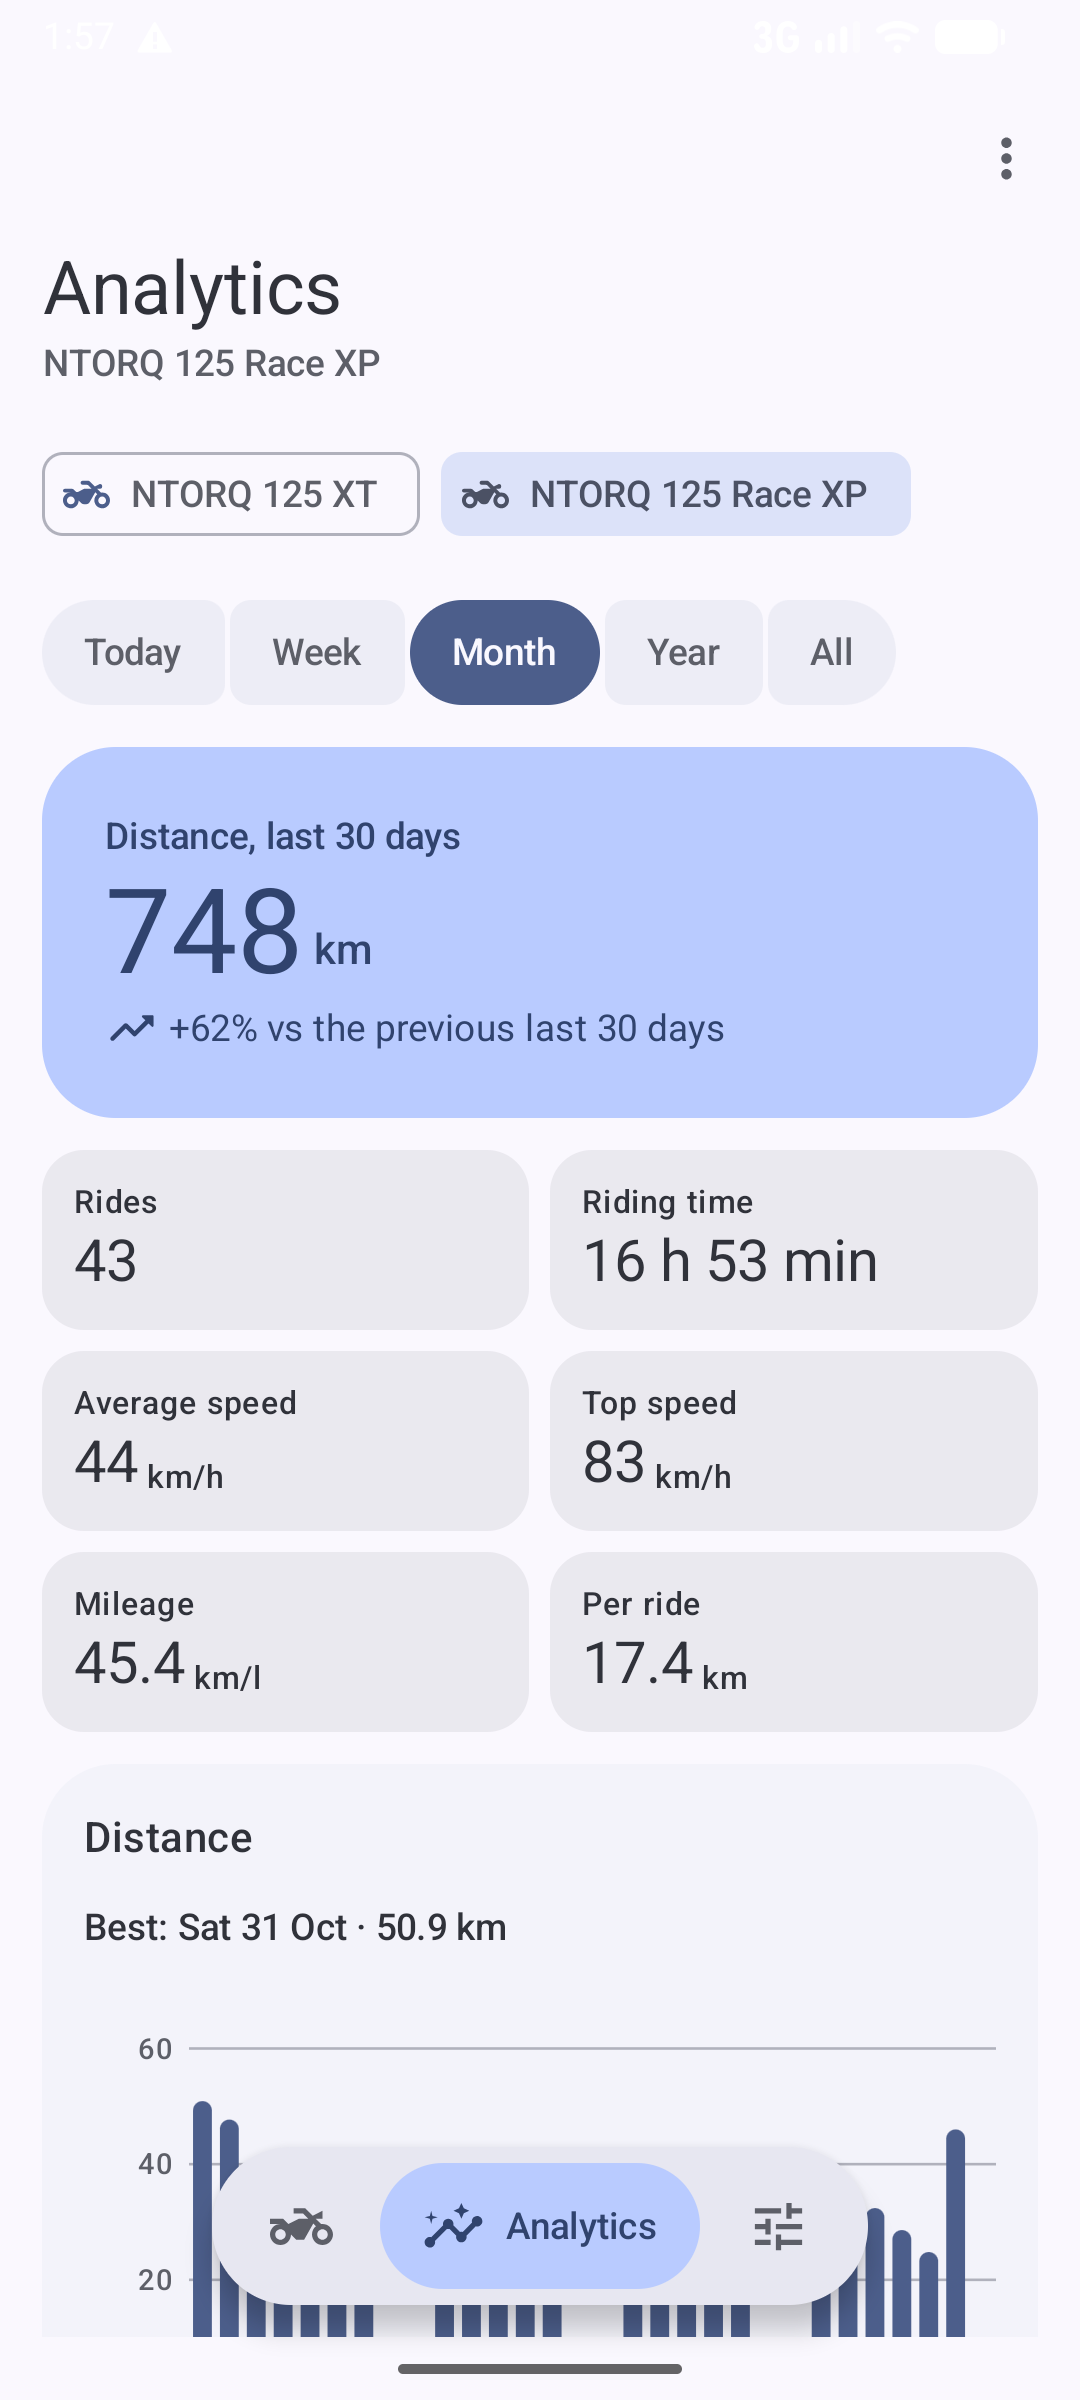 1:57
3G
Analytics
NTORQ 125 Race XP
NTORQ 125 XT
NTORQ 125 Race XP
Today
Week
Month
Year
All
Distance, last 30 days
748 km
+62% vs the previous last 30 days
Rides
43
Riding time
16 h 53 min
Average speed
44 km/h
Top speed
83 km/h
Mileage
45.4 km/l
Per ride
17.4 km
Distance
Best: Sat 31 Oct · 50.9 km
60
40
20
Analytics